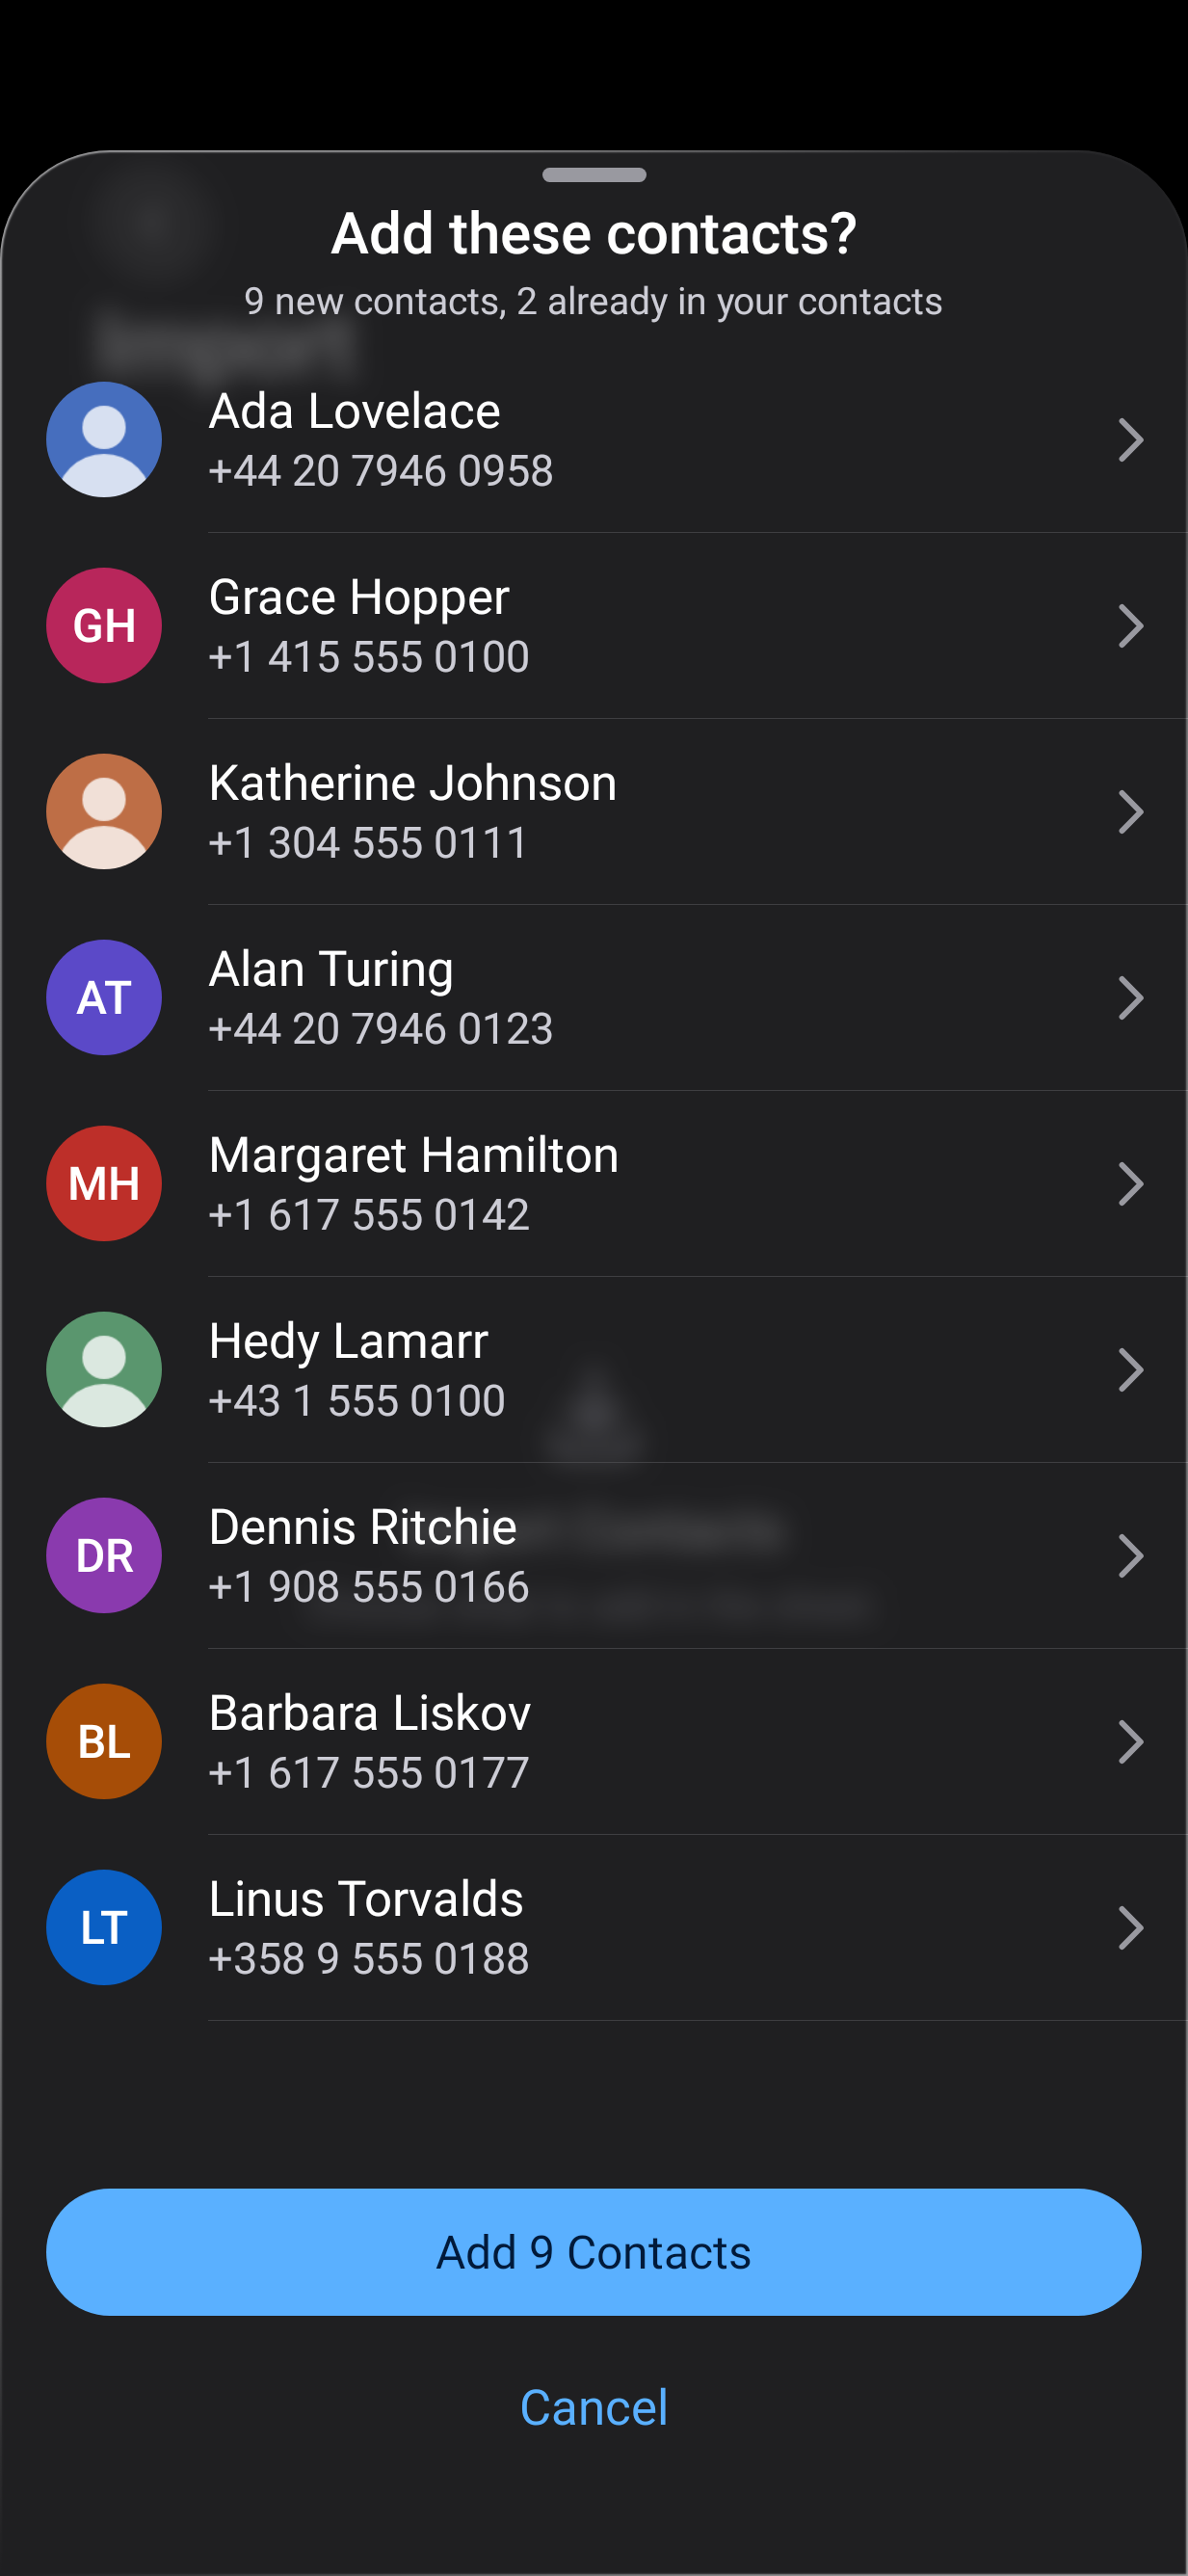 Add these contacts?
9 new contacts, 2 already in your contacts
Import
Ada Lovelace
+44 20 7946 0958
GH
Grace Hopper
+1 415 555 0100
Katherine Johnson
+1 304 555 0111
AT
Alan Turing
+44 20 7946 0123
MH
Margaret Hamilton
+1 617 555 0142
Hedy Lamarr
+43 1 555 0100
DR
Dennis Ritchie
+1 908 555 0166
BL
Barbara Liskov
+1 617 555 0177
LT
Linus Torvalds
+358 9 555 0188
Add 9 Contacts
Cancel